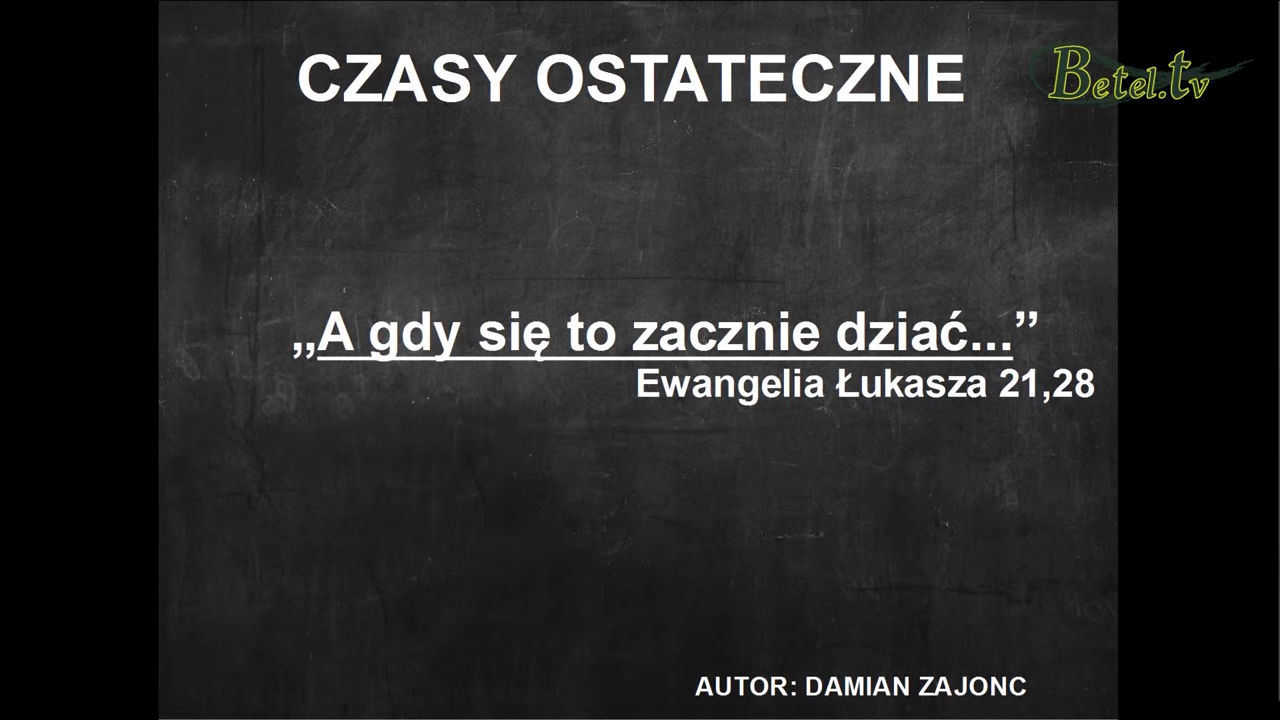 CZASY OSTATECZNE
Betel.tv
„A gdy się to zacznie dziać...”
Ewangelia Łukasza 21,28
AUTOR: DAMIAN ZAJONC